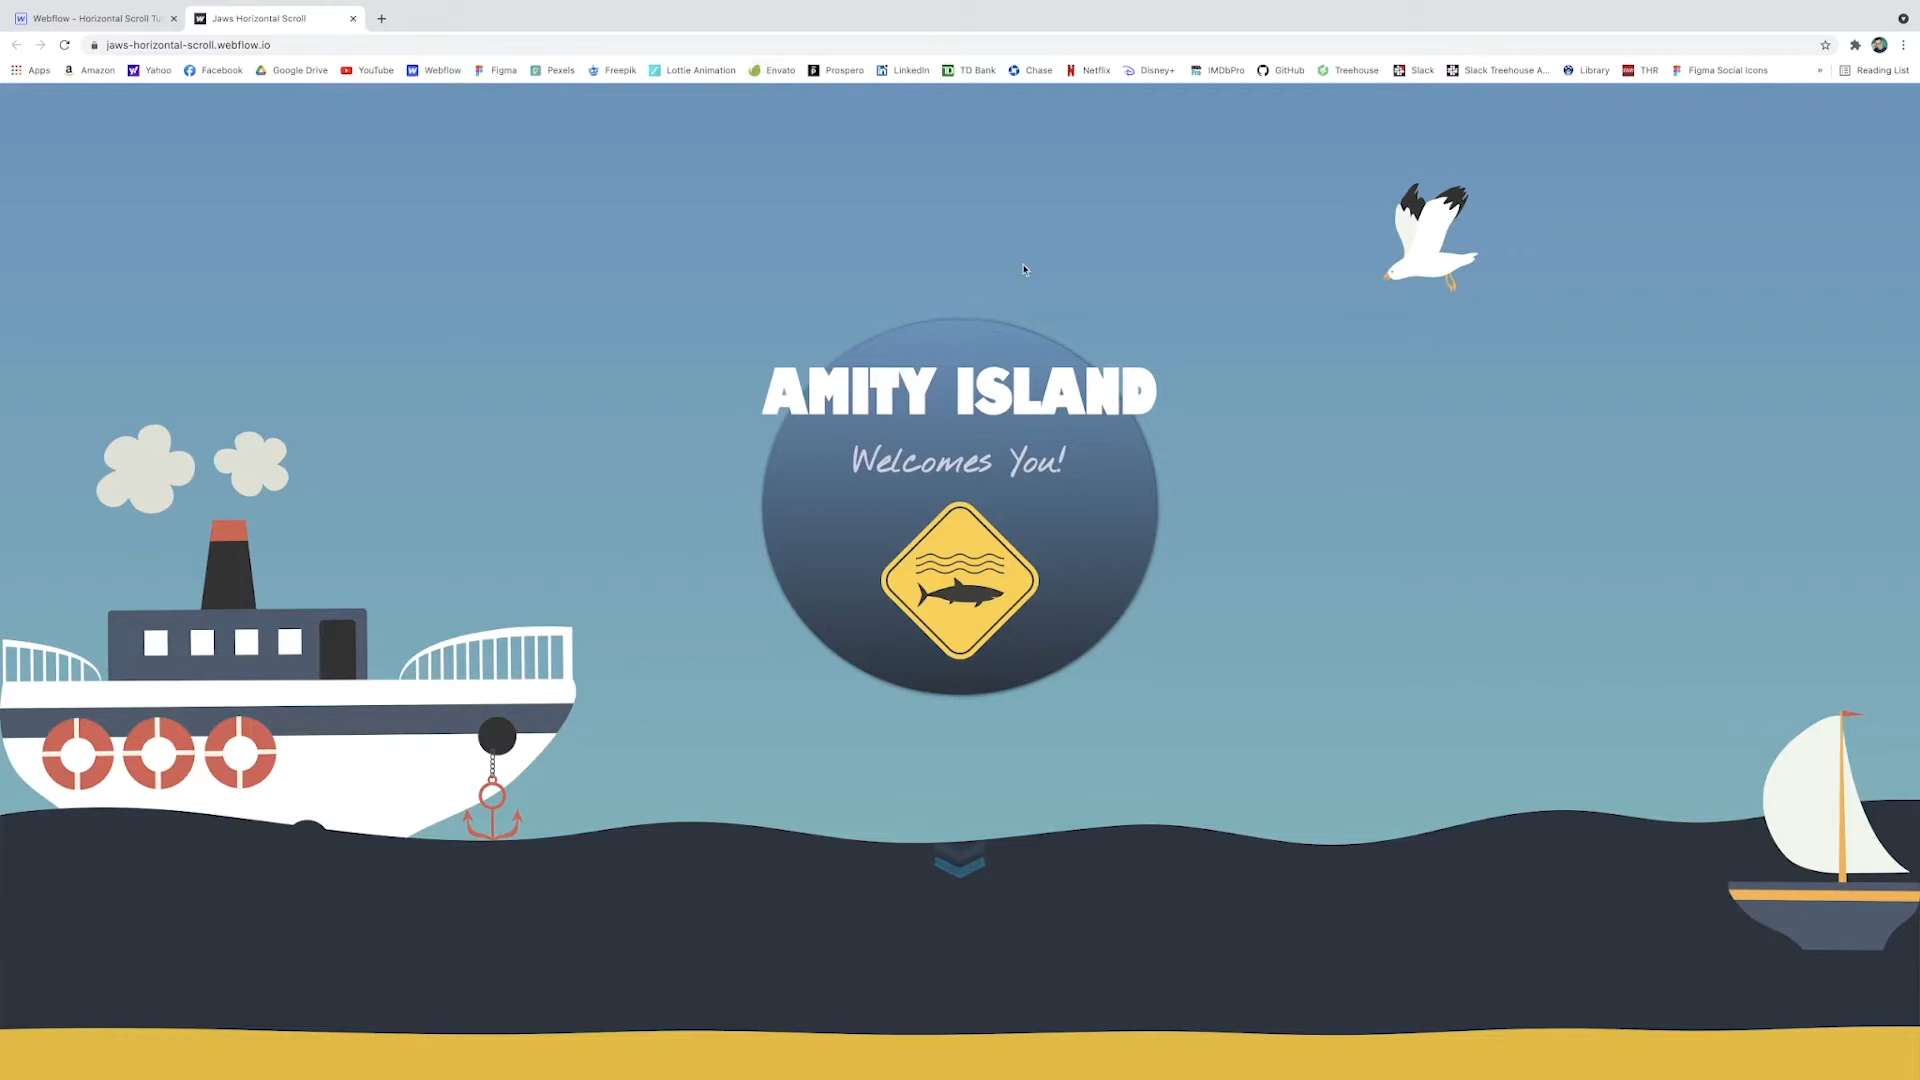 Webflow - Horizontal Scroll Tu
Jaws Horizontal Scroll
jaws-horizontal-scroll.webflow.io
Apps Amazon Yahoo Facebook Google Drive YouTube Webflow Figma Pexels Freepik Lottie Animation Envato Prospero LinkedIn TD Bank Chase Netflix Disney+ IMDbPro GitHub Treehouse Slack Slack Treehouse A... Library THR Figma Social Icons » Reading List
AMITY ISLAND
Welcomes You!